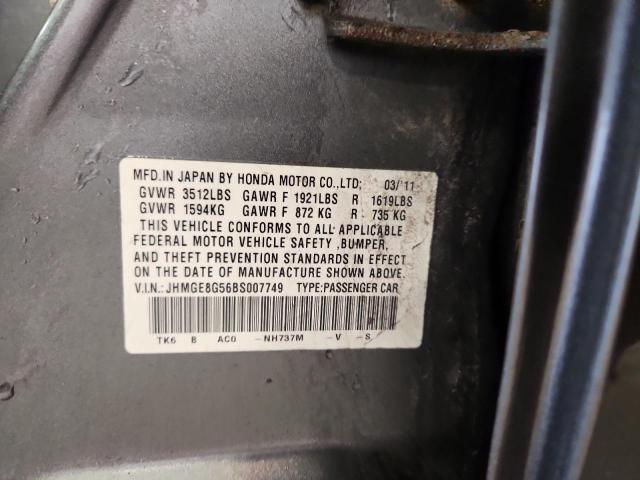 MFD.IN JAPAN BY HONDA MOTOR CO.,LTD; 03/'11
GVWR 3512LBS GAWR F 1921LBS R 1619LBS
GVWR 1594KG GAWR F 872 KG R 735 KG
THIS VEHICLE CONFORMS TO ALL APPLICABLE
FEDERAL MOTOR VEHICLE SAFETY ,BUMPER,
AND THEFT PREVENTION STANDARDS IN EFFECT
ON THE DATE OF MANUFACTURE SHOWN ABOVE.
V.I.N.: JHMGE8G56BS007749 TYPE:PASSENGER CAR
TK6 B AC0 -NH737M -V -S